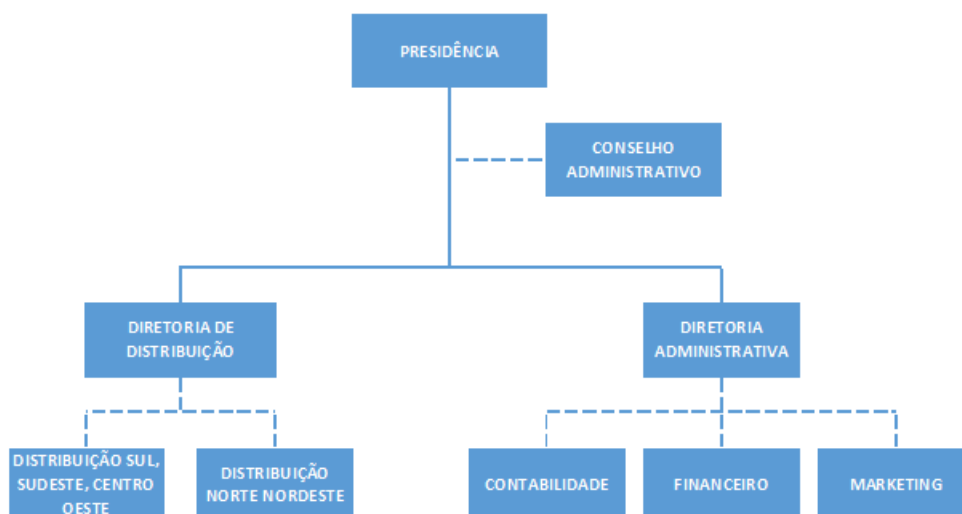 PRESIDÊNCIA
CONSELHO
ADMINISTRATIVO
DIRETORIA DE
DISTRIBUIÇÃO
DIRETORIA
ADMINISTRATIVA
DISTRIBUIÇÃO SUL,
SUDESTE, CENTRO
OESTE
DISTRIBUIÇÃO
NORTE NORDESTE
CONTABILIDADE
FINANCEIRO
MARKETING